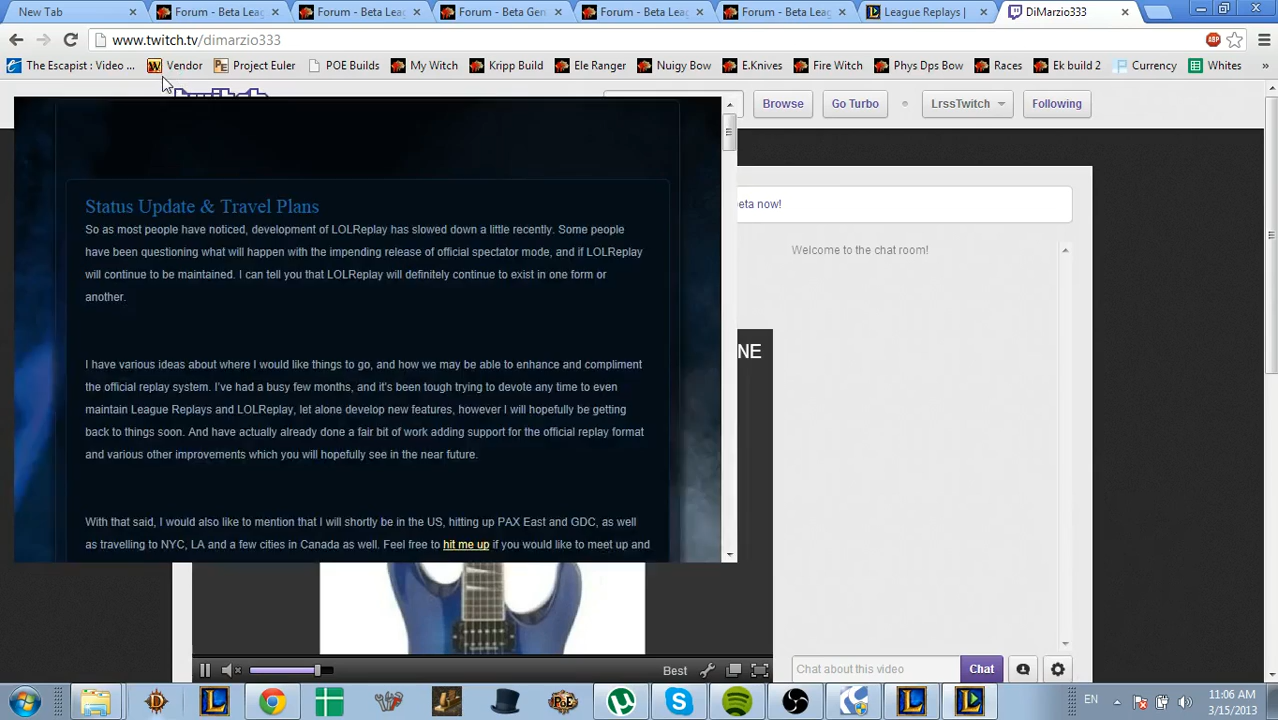 New Tab
Forum - Beta Leag
Forum - Beta Leag
Forum - Beta Gen
Forum - Beta Leag
Forum - Beta Leag
League Replays |
DiMarzio333
www.twitch.tv/dimarzio333
The Escapist : Video ...
Vendor
Project Euler
POE Builds
My Witch
Kripp Build
Ele Ranger
Nuigy Bow
E.Knives
Fire Witch
Phys Dps Bow
Races
Ek build 2
Currency
Whites
Browse
Go Turbo
LrssTwitch
Following
Status Update & Travel Plans
So as most people have noticed, development of LOLReplay has slowed down a little recently. Some people
have been questioning what will happen with the impending release of official spectator mode, and if LOLReplay
will continue to be maintained. I can tell you that LOLReplay will definitely continue to exist in one form or
another.
I have various ideas about where I would like things to go, and how we may be able to enhance and compliment
the official replay system. I've had a busy few months, and it's been tough trying to devote any time to even
maintain League Replays and LOLReplay, let alone develop new features, however I will hopefully be getting
back to things soon. And have actually already done a fair bit of work adding support for the official replay format
and various other improvements which you will hopefully see in the near future.
With that said, I would also like to mention that I will shortly be in the US, hitting up PAX East and GDC, as well
as travelling to NYC, LA and a few cities in Canada as well. Feel free to hit me up if you would like to meet up and
eta now!
Welcome to the chat room!
NE
Best
Chat about this video
Chat
EN
11:06 AM
3/15/2013